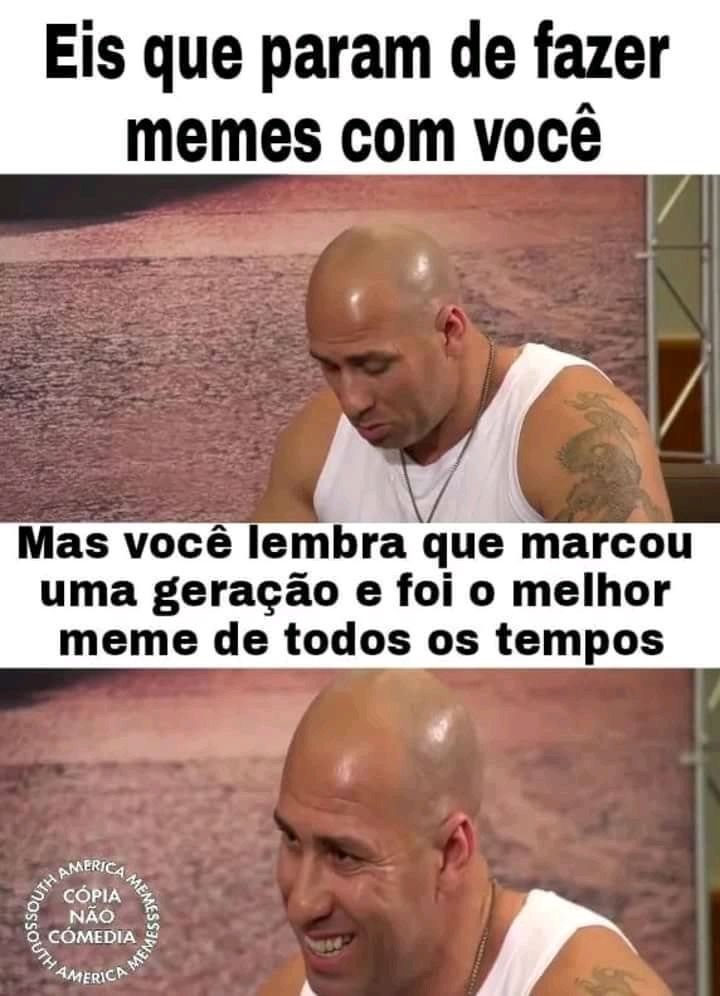 Eis que param de fazer
memes com você
Mas você lembra que marcou
uma geração e foi o melhor
meme de todos os tempos
SOUTH AMERICA MEMES
CÓPIA
NÃO
CÓMEDIA
SOUTH AMERICA MEMES